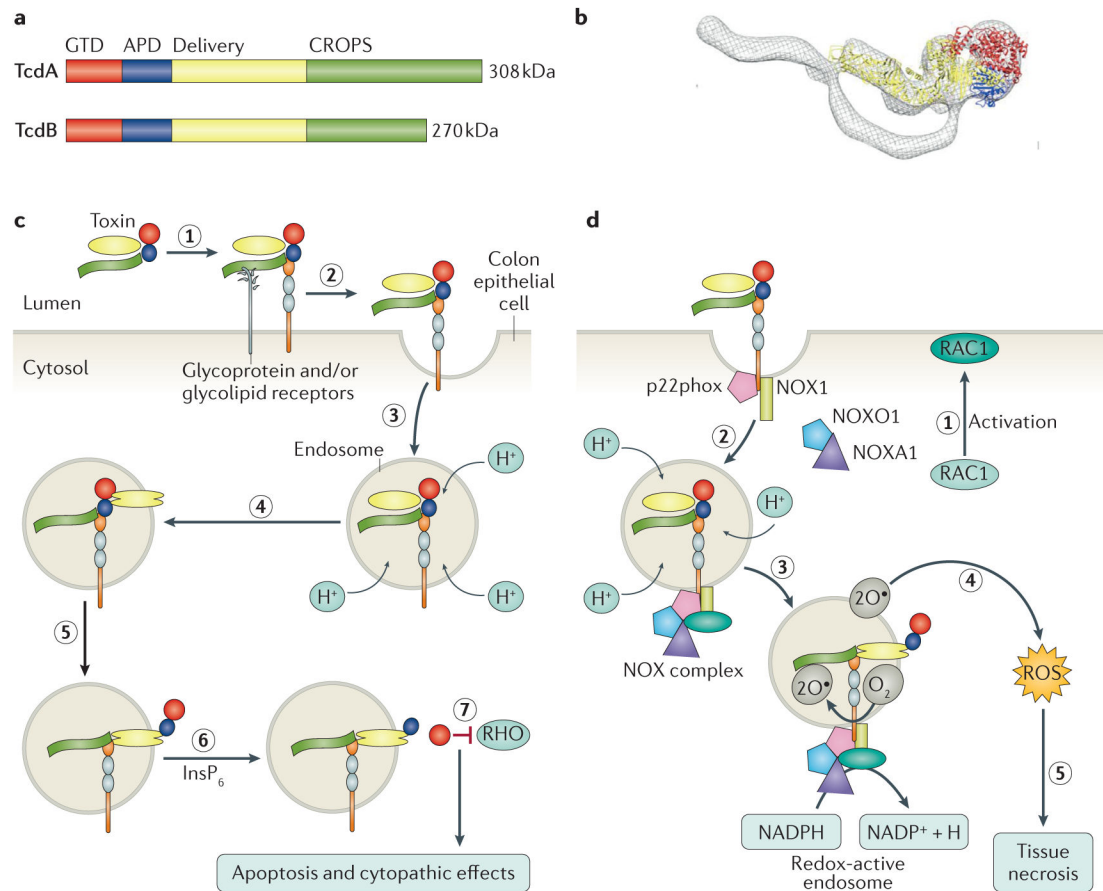 a
GTD APD Delivery CROPS
TcdA 308 kDa
TcdB 270 kDa
b
c
Toxin
1
2
Lumen
Colon
epithelial
cell
Cytosol
Glycoprotein and/or
glycolipid receptors
3
Endosome
H⁺
4
H⁺
H⁺
5
6
InsP₆
7
RHO
Apoptosis and cytopathic effects
d
RAC1
p22phox
NOX1
NOXO1
NOXA1
1
Activation
RAC1
2
H⁺
H⁺
H⁺
3
NOX complex
4
2O•
2O•
O₂
ROS
5
NADPH
NADP⁺ + H
Redox-active
endosome
Tissue
necrosis